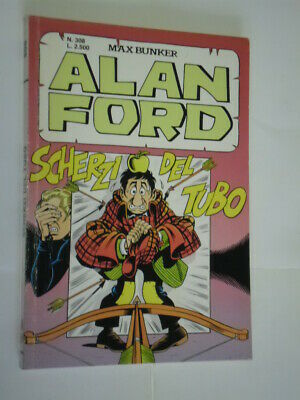 N. 308
L. 2.500
MAX BUNKER
ALAN
FORD
SCHERZI
DEL
TUBO